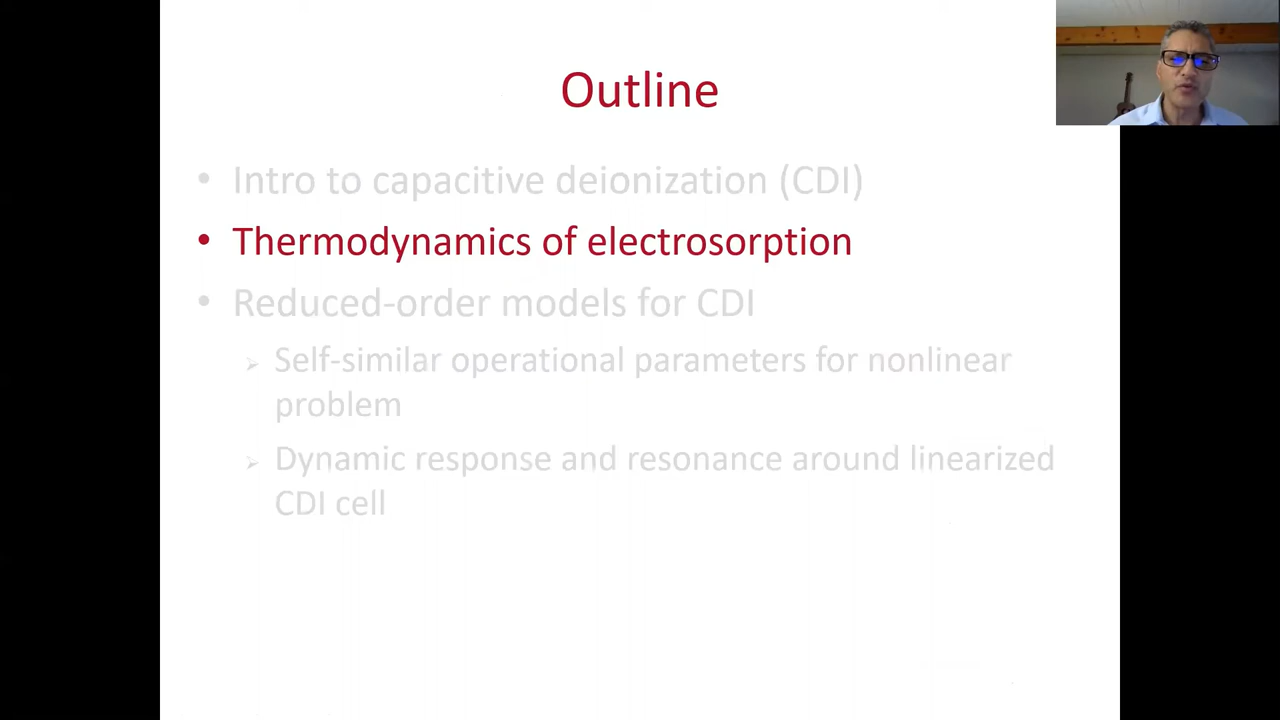 Outline
• Intro to capacitive deionization (CDI)
• Thermodynamics of electrosorption
• Reduced-order models for CDI
➢ Self-similar operational parameters for nonlinear
problem
➢ Dynamic response and resonance around linearized
CDI cell